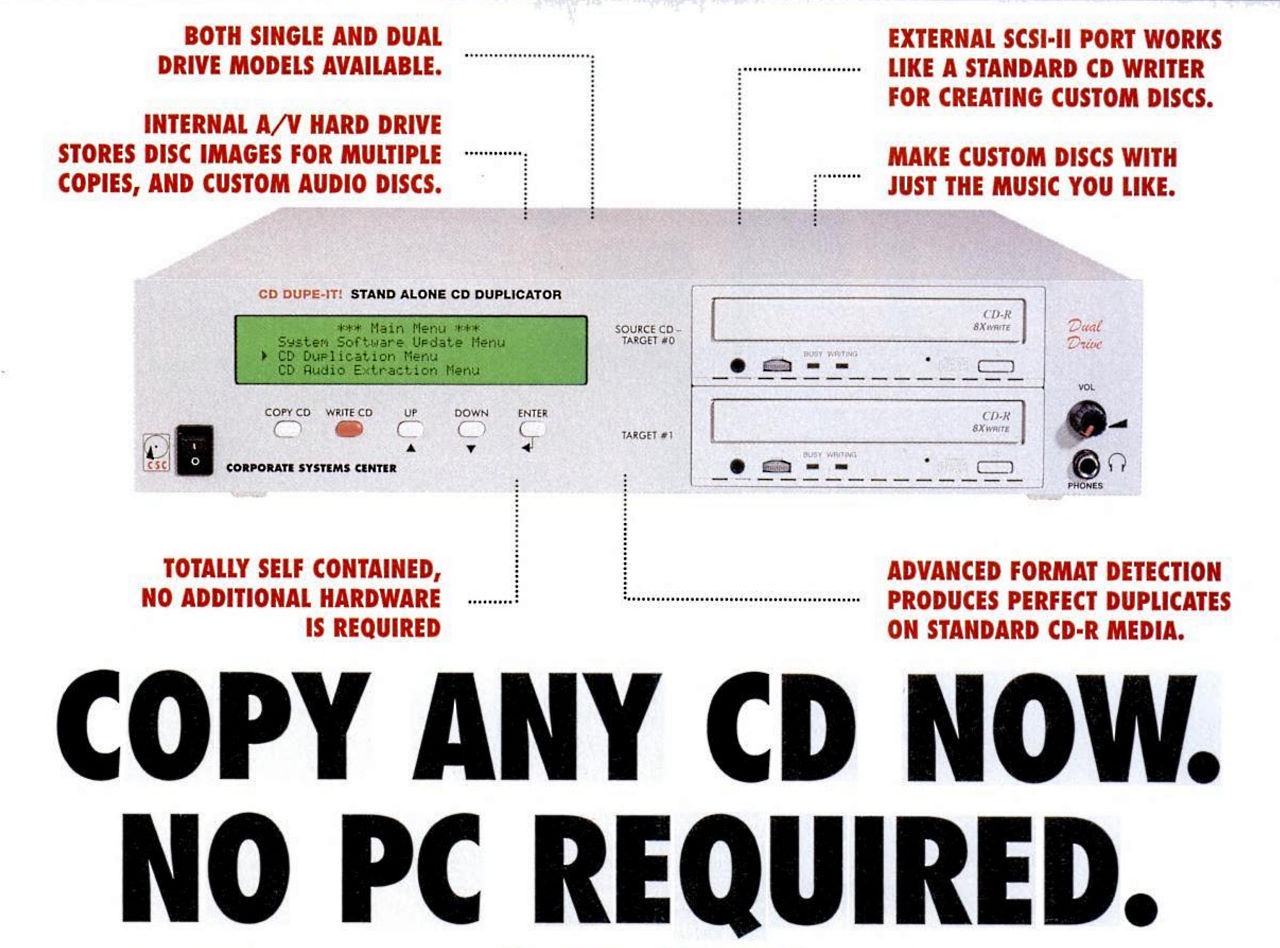 BOTH SINGLE AND DUAL
DRIVE MODELS AVAILABLE.
INTERNAL A/V HARD DRIVE
STORES DISC IMAGES FOR MULTIPLE
COPIES, AND CUSTOM AUDIO DISCS.
EXTERNAL SCSI-II PORT WORKS
LIKE A STANDARD CD WRITER
FOR CREATING CUSTOM DISCS.
MAKE CUSTOM DISCS WITH
JUST THE MUSIC YOU LIKE.
CD DUPE-IT! STAND ALONE CD DUPLICATOR
*** Main Menu ***
System Software Update Menu
CD Duplication Menu
CD Audio Extraction Menu
COPY CD WRITE CD UP DOWN ENTER
I
O
CSC
CORPORATE SYSTEMS CENTER
SOURCE CD –
TARGET #0
CD-R
8X WRITE
BUSY WRITING
TARGET #1
CD-R
8X WRITE
BUSY WRITING
Dual
Drive
VOL
PHONES
TOTALLY SELF CONTAINED,
NO ADDITIONAL HARDWARE
IS REQUIRED
ADVANCED FORMAT DETECTION
PRODUCES PERFECT DUPLICATES
ON STANDARD CD-R MEDIA.
COPY ANY CD NOW.
NO PC REQUIRED.